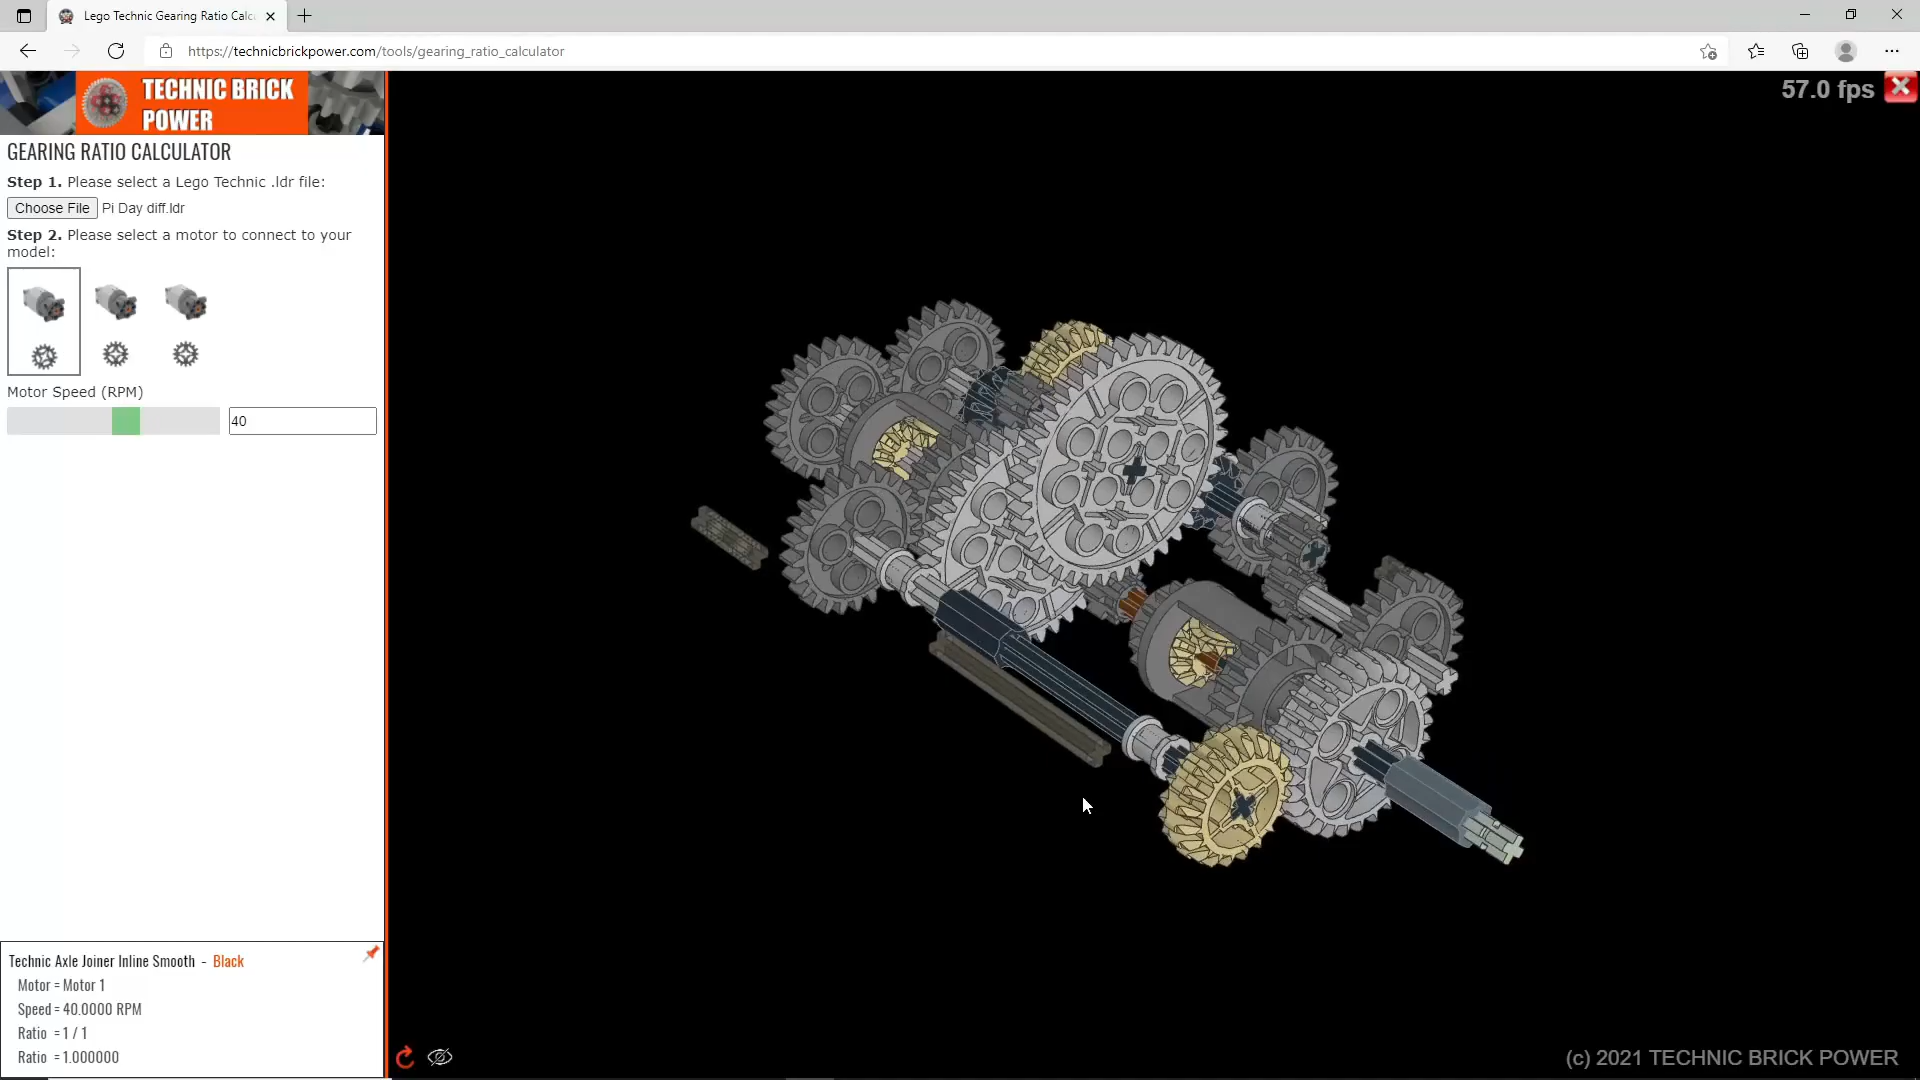 Lego Technic Gearing Ratio Calc
https://technicbrickpower.com/tools/gearing_ratio_calculator
57.0 fps
TECHNIC BRICK
POWER
GEARING RATIO CALCULATOR
Step 1. Please select a Lego Technic .ldr file:
Choose File Pi Day diff.ldr
Step 2. Please select a motor to connect to your
model:
Motor Speed (RPM)
40
Technic Axle Joiner Inline Smooth - Black
Motor = Motor 1
Speed = 40.0000 RPM
Ratio = 1 / 1
Ratio = 1.000000
(c) 2021 TECHNIC BRICK POWER